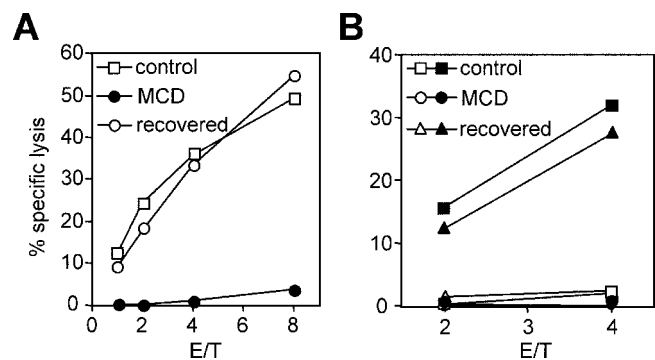 A
B
% specific lysis
60
50
40
30
20
10
0
control
MCD
recovered
0
2
4
6
8
E/T
40
30
20
10
0
control
MCD
recovered
2
3
4
E/T